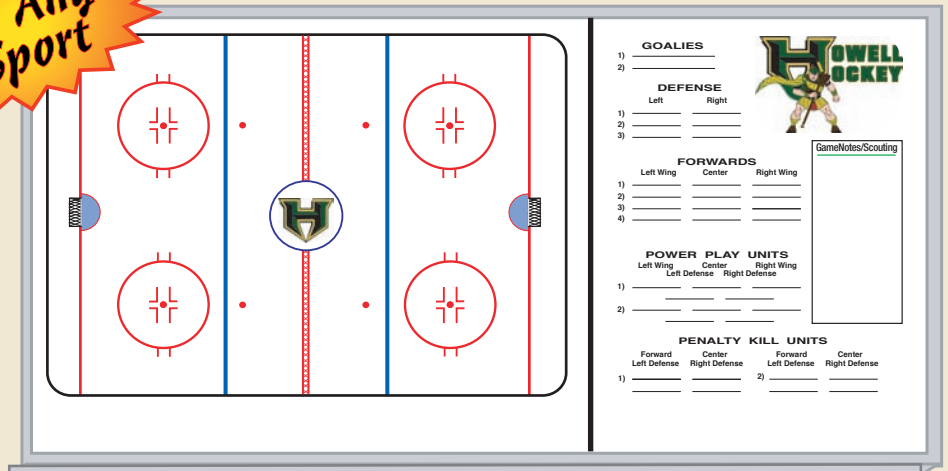 Any
Sport
GOALIES
1)
2)
DEFENSE
Left Right
1)
2)
3)
FORWARDS
Left Wing Center Right Wing
1)
2)
3)
4)
POWER PLAY UNITS
Left Wing Center Right Wing
Left Defense Right Defense
1)
2)
PENALTY KILL UNITS
Forward Center Forward Center
Left Defense Right Defense Left Defense Right Defense
1) 2)
HOWELL
HOCKEY
GameNotes/Scouting
H